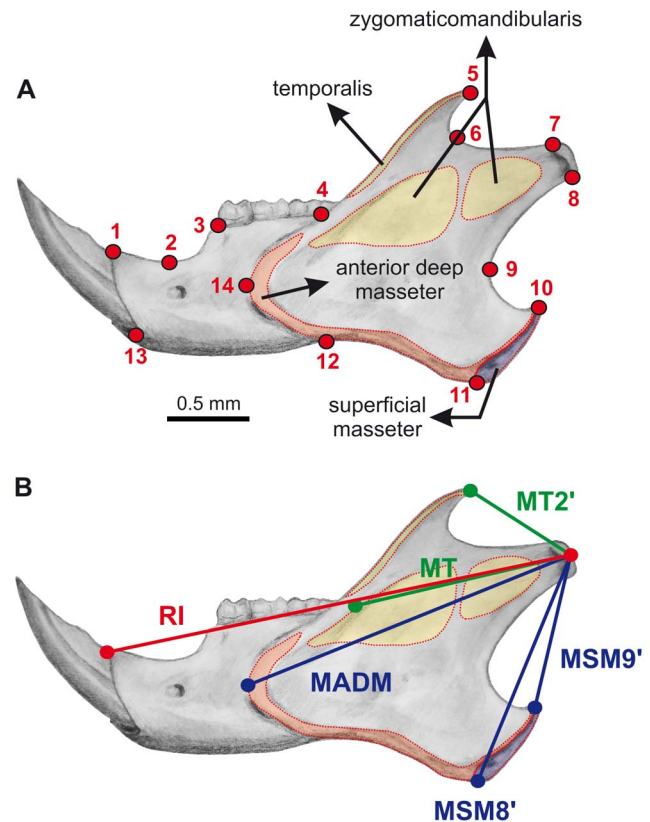 zygomaticomandibularis
A
temporalis
5
6
7
8
4
3
1
2
9
14
anterior deep
masseter
10
13
12
11
0.5 mm
superficial
masseter
B
MT2'
MT
RI
MADM
MSM9'
MSM8'